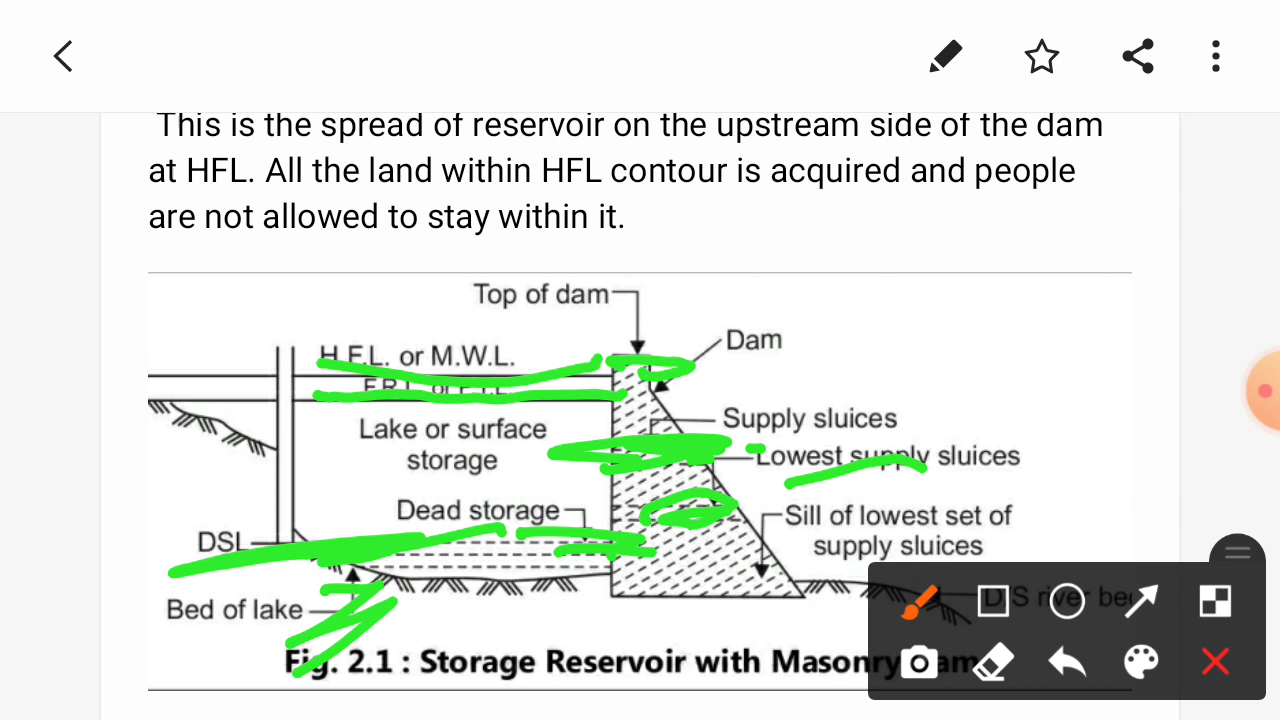 This is the spread of reservoir on the upstream side of the dam
at HFL. All the land within HFL contour is acquired and people
are not allowed to stay within it.
Top of dam
Dam
H.F.L. or M.W.L.
Lake or surface
storage
Supply sluices
Lowest supply sluices
Dead storage
DSL
Sill of lowest set of
supply sluices
Bed of lake
D/S river
Fig. 2.1 : Storage Reservoir with Masonry